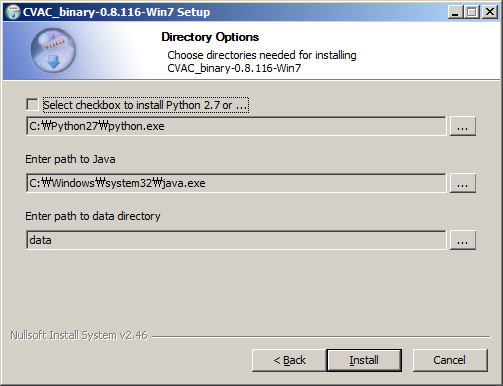 CVAC_binary-0.8.116-Win7 Setup
Directory Options
Choose directories needed for installing
CVAC_binary-0.8.116-Win7
Select checkbox to install Python 2.7 or ...
C:₩Python27₩python.exe
...
Enter path to Java
C:₩Windows₩system32₩java.exe
...
Enter path to data directory
data
...
Nullsoft Install System v2.46
< Back
Install
Cancel